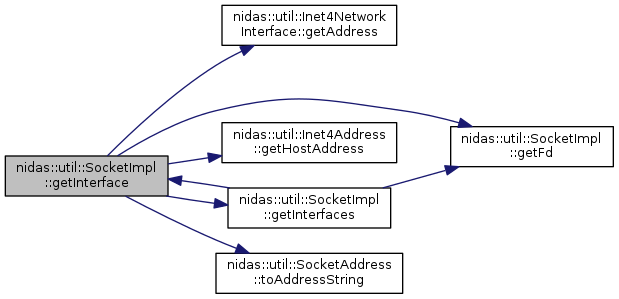 nidas::util::Inet4Network
Interface::getAddress
nidas::util::Inet4Address
::getHostAddress
nidas::util::SocketImpl
::getFd
nidas::util::SocketImpl
::getInterface
nidas::util::SocketImpl
::getInterfaces
nidas::util::SocketAddress
::toAddressString